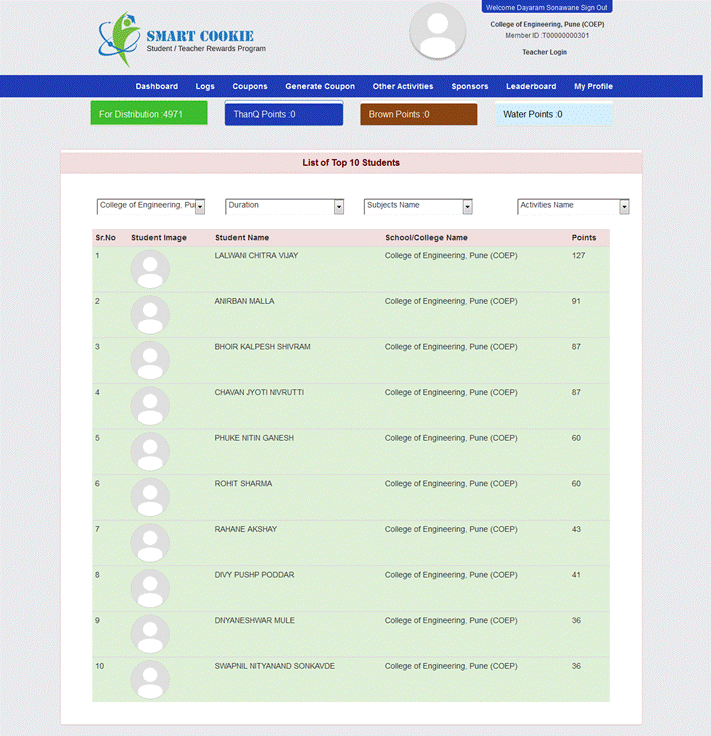 Welcome Dayaram Sonawane Sign Out
SMART COOKIE
Student / Teacher Rewards Program
College of Engineering, Pune (COEP)
Member ID :T00000000301
Teacher Login
Dashboard Logs Coupons Generate Coupon Other Activities Sponsors Leaderboard My Profile
For Distribution :4971 ThanQ Points :0 Brown Points :0 Water Points :0
List of Top 10 Students
College of Engineering, Pu Duration Subjects Name Activities Name
Sr.No Student Image Student Name School/College Name Points
1 LALWANI CHITRA VIJAY College of Engineering, Pune (COEP) 127
2 ANIRBAN MALLA College of Engineering, Pune (COEP) 91
3 BHOIR KALPESH SHIVRAM College of Engineering, Pune (COEP) 87
4 CHAVAN JYOTI NIVRUTTI College of Engineering, Pune (COEP) 87
5 PHUKE NITIN GANESH College of Engineering, Pune (COEP) 60
6 ROHIT SHARMA College of Engineering, Pune (COEP) 60
7 RAHANE AKSHAY College of Engineering, Pune (COEP) 43
8 DIVY PUSHP PODDAR College of Engineering, Pune (COEP) 41
9 DNYANESHWAR MULE College of Engineering, Pune (COEP) 36
10 SWAPNIL NITYANAND SONKAVDE College of Engineering, Pune (COEP) 36